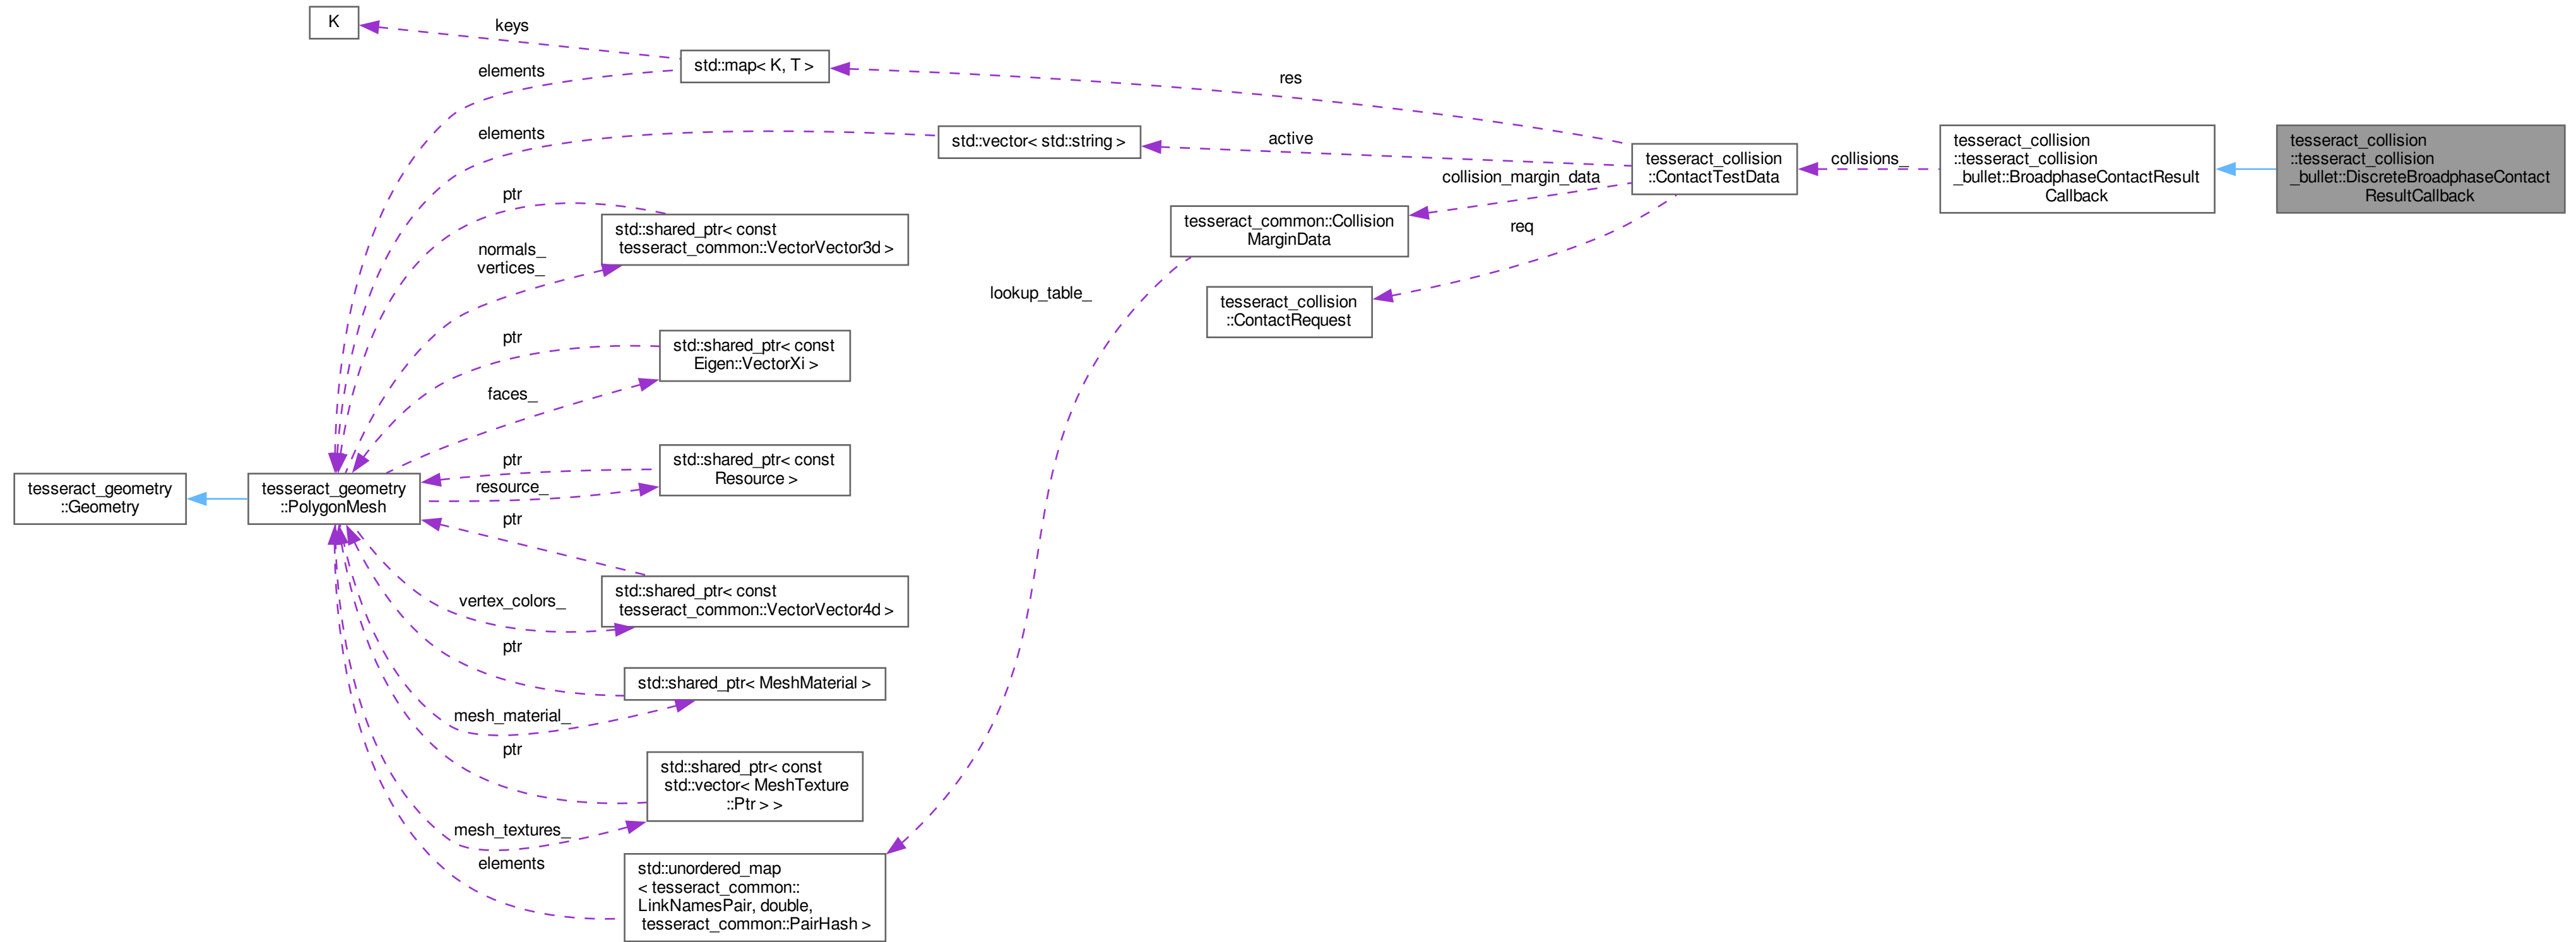 K
keys
std::map< K, T >
elements
res
elements
std::vector< std::string >
active
tesseract_collision
::ContactTestData
collisions_
tesseract_collision
::tesseract_collision
_bullet::BroadphaseContactResult
Callback
tesseract_collision
::tesseract_collision
_bullet::DiscreteBroadphaseContact
ResultCallback
collision_margin_data
tesseract_common::Collision
MarginData
req
tesseract_collision
::ContactRequest
lookup_table_
ptr
std::shared_ptr< const
tesseract_common::VectorVector3d >
normals_
vertices_
ptr
std::shared_ptr< const
Eigen::VectorXi >
faces_
ptr
std::shared_ptr< const
Resource >
resource_
tesseract_geometry
::Geometry
tesseract_geometry
::PolygonMesh
ptr
std::shared_ptr< const
tesseract_common::VectorVector4d >
vertex_colors_
ptr
std::shared_ptr< MeshMaterial >
mesh_material_
ptr
std::shared_ptr< const
std::vector< MeshTexture
::Ptr > >
mesh_textures_
elements
std::unordered_map
< tesseract_common::
LinkNamesPair, double,
tesseract_common::PairHash >